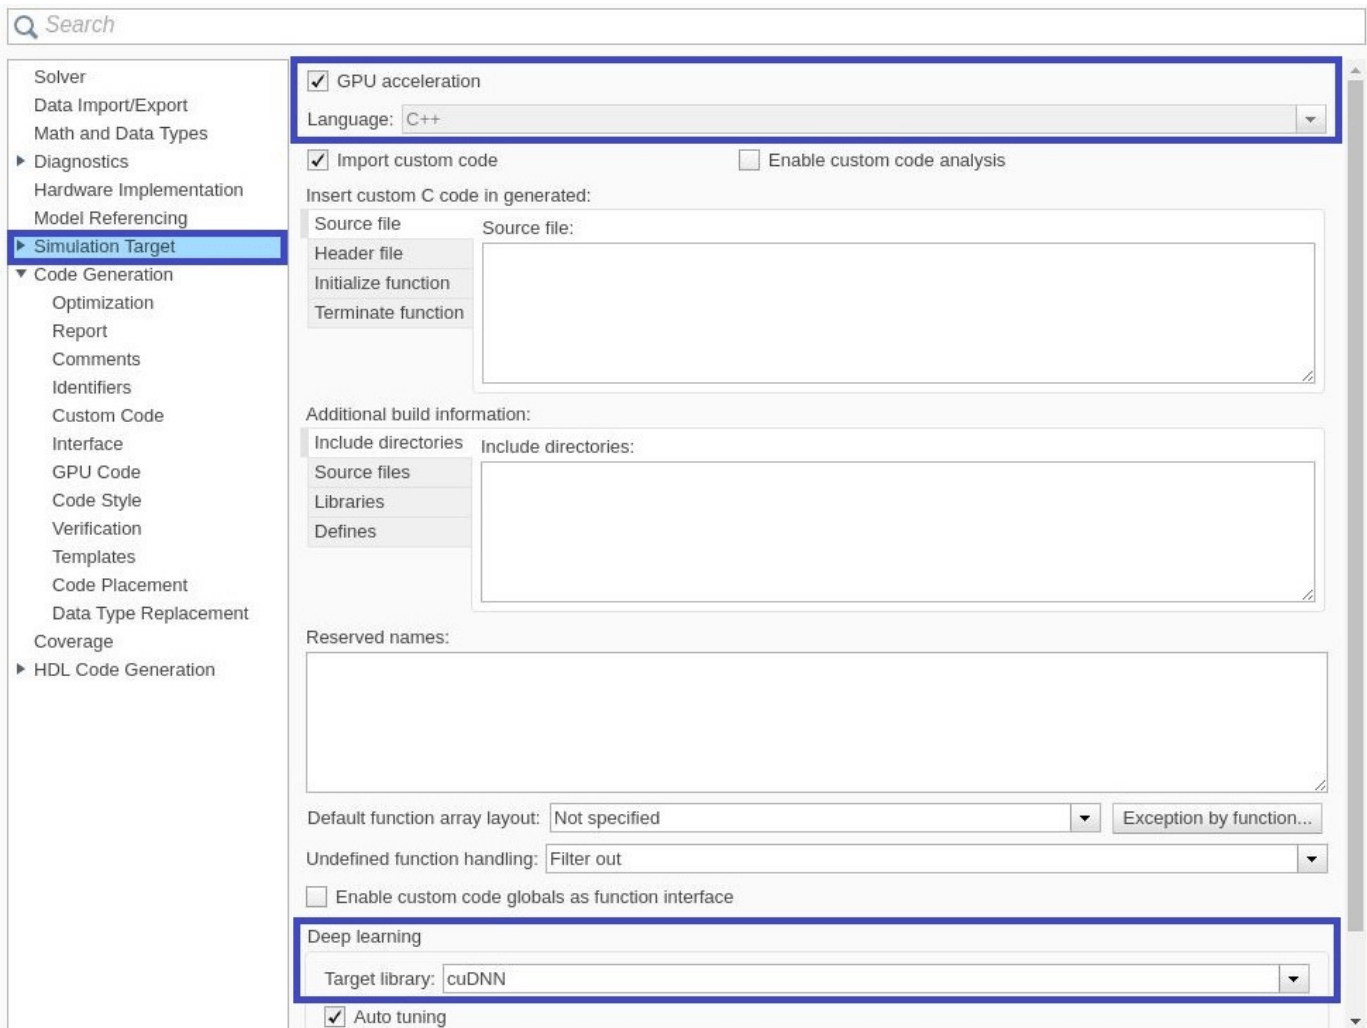 Search
Solver
Data Import/Export
Math and Data Types
Diagnostics
Hardware Implementation
Model Referencing
Simulation Target
Code Generation
Optimization
Report
Comments
Identifiers
Custom Code
Interface
GPU Code
Code Style
Verification
Templates
Code Placement
Data Type Replacement
Coverage
HDL Code Generation
GPU acceleration
Language: C++
Import custom code
Enable custom code analysis
Insert custom C code in generated:
Source file
Header file
Initialize function
Terminate function
Source file:
Additional build information:
Include directories
Source files
Libraries
Defines
Include directories:
Reserved names:
Default function array layout: Not specified
Exception by function...
Undefined function handling: Filter out
Enable custom code globals as function interface
Deep learning
Target library: cuDNN
Auto tuning